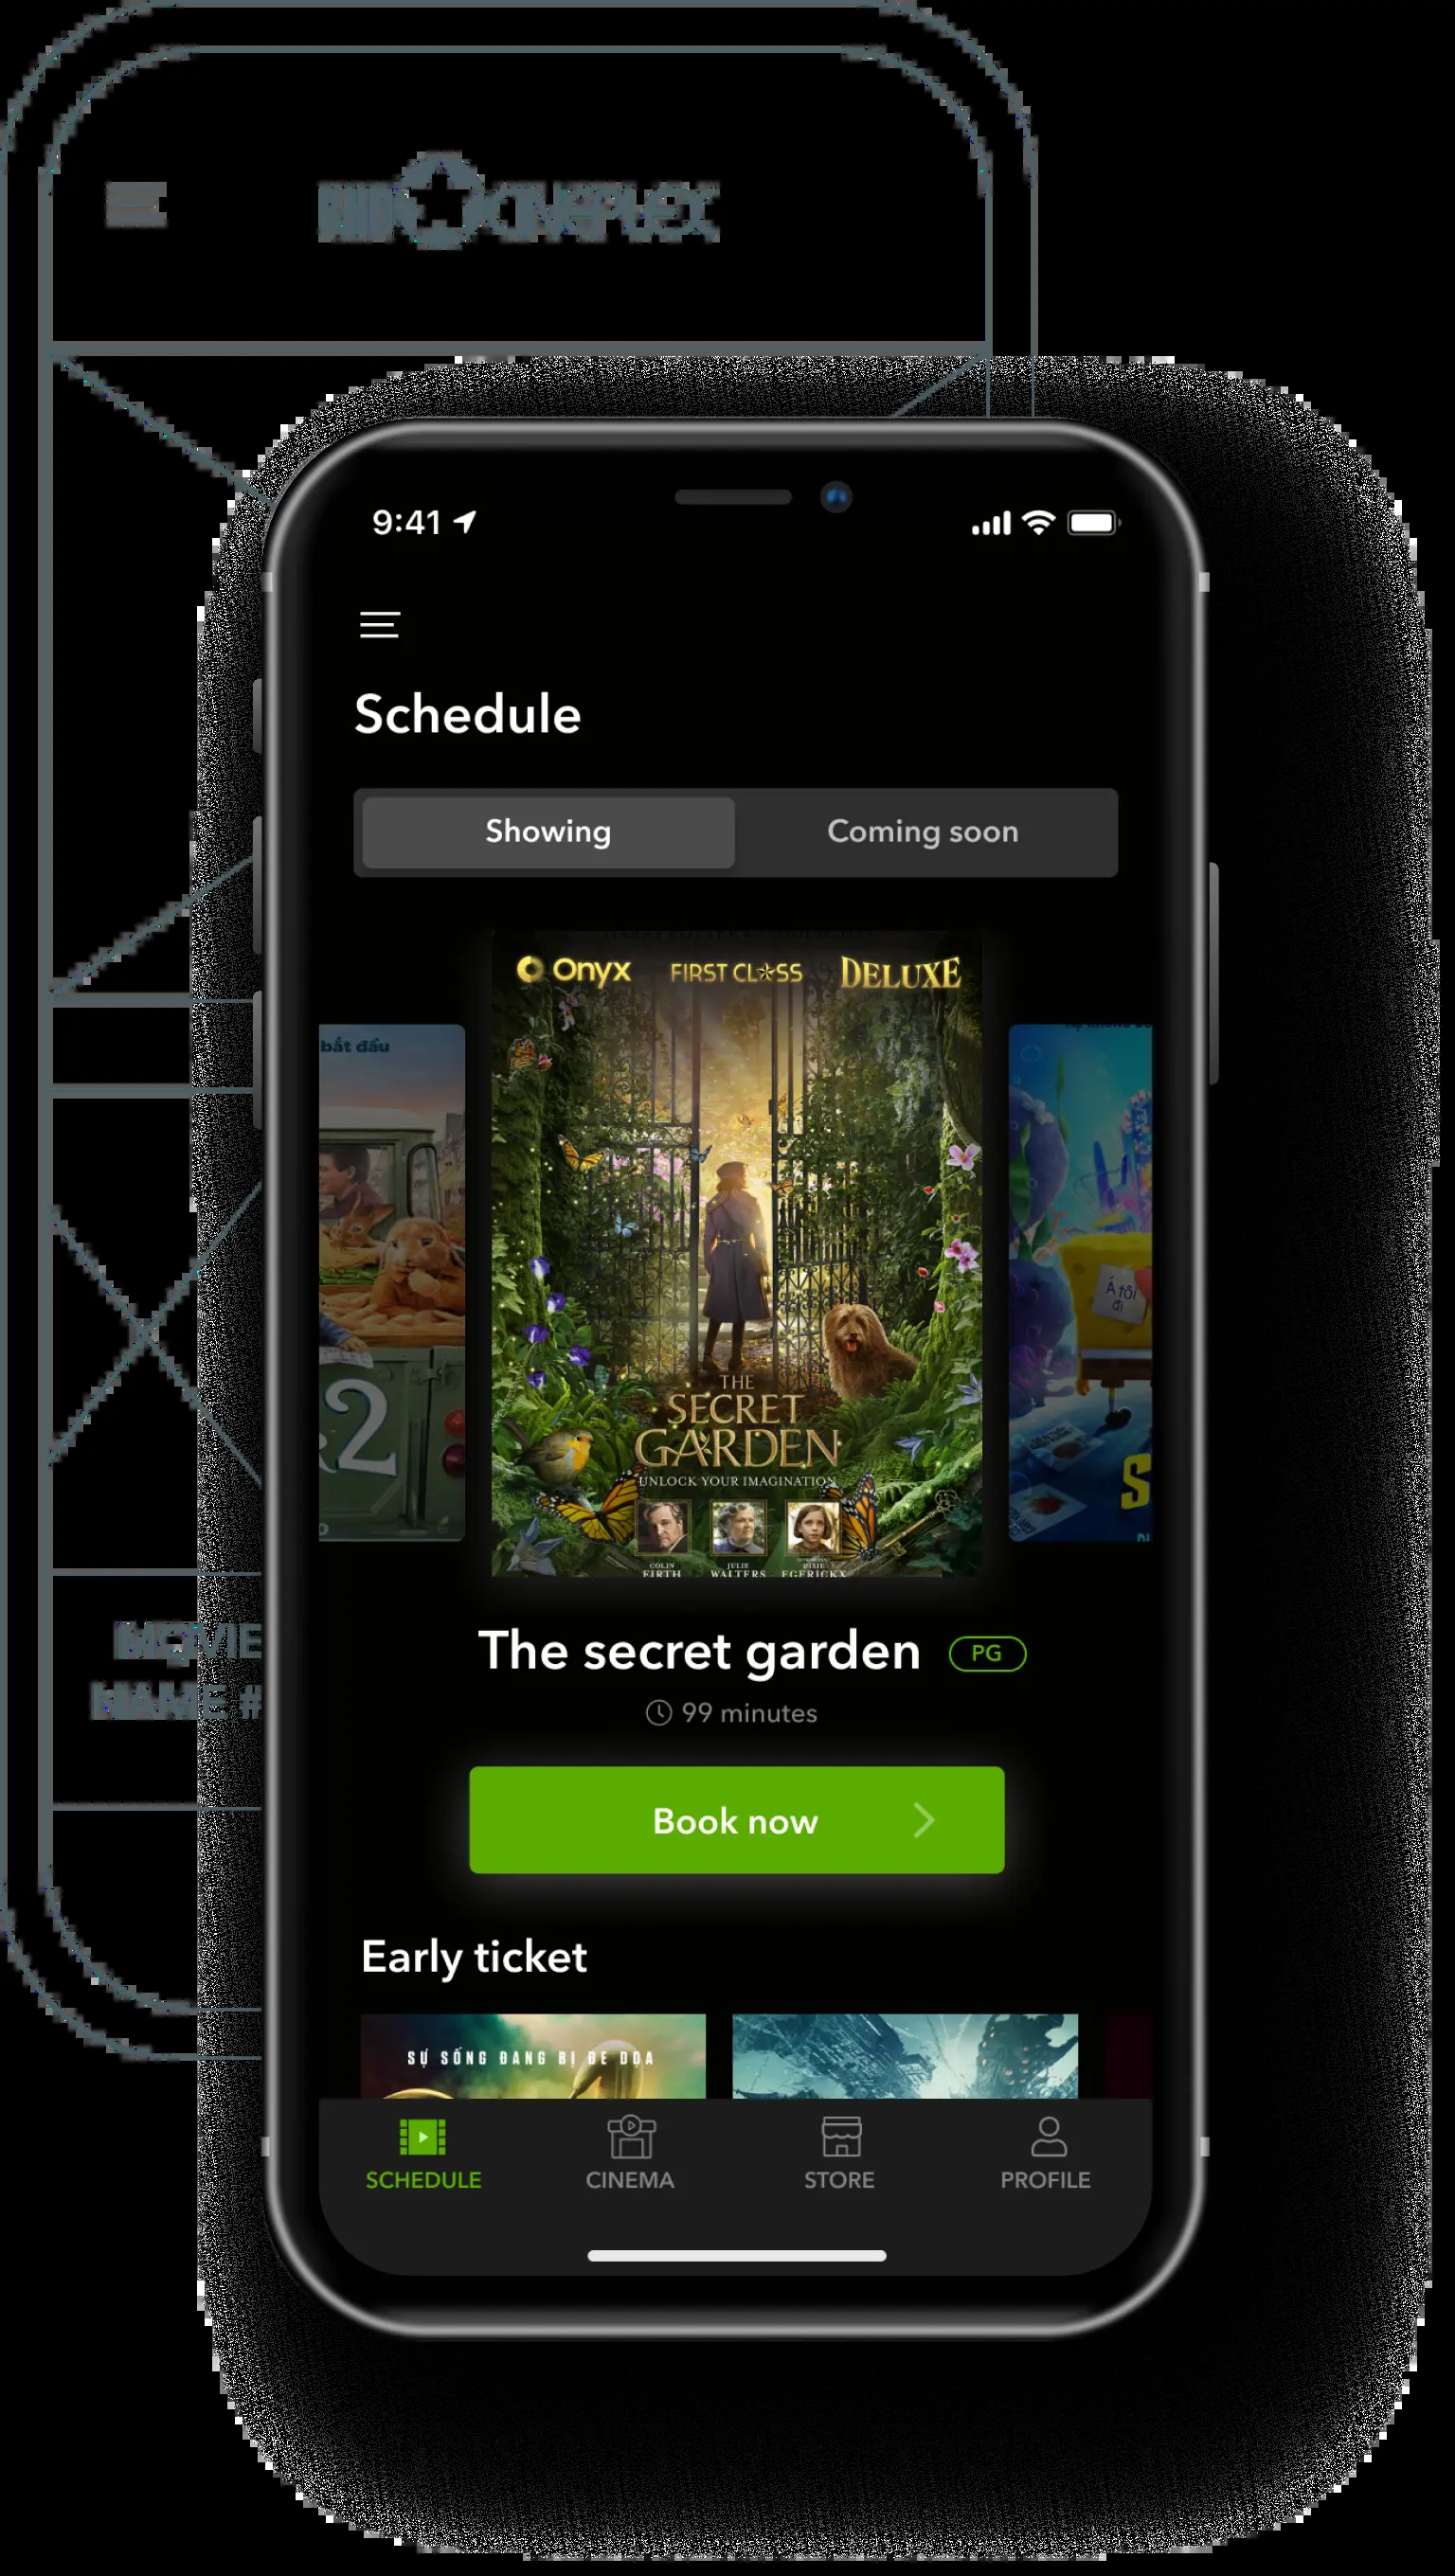 BHD CINEPLEX
9:41
Schedule
Showing
Coming soon
Onyx
FIRST CLASS
DELUXE
bắt đầu
2
Á tôi
đi
S
THE
SECRET
GARDEN
UNLOCK YOUR IMAGINATION
COLIN
FIRTH
JULIE
WALTERS
DIXIE
EGERICKX
The secret garden
PG
99 minutes
Book now
Early ticket
SỰ SỐNG ĐANG BỊ ĐE DỌA
SCHEDULE
CINEMA
STORE
PROFILE
MOVIE
NAME #